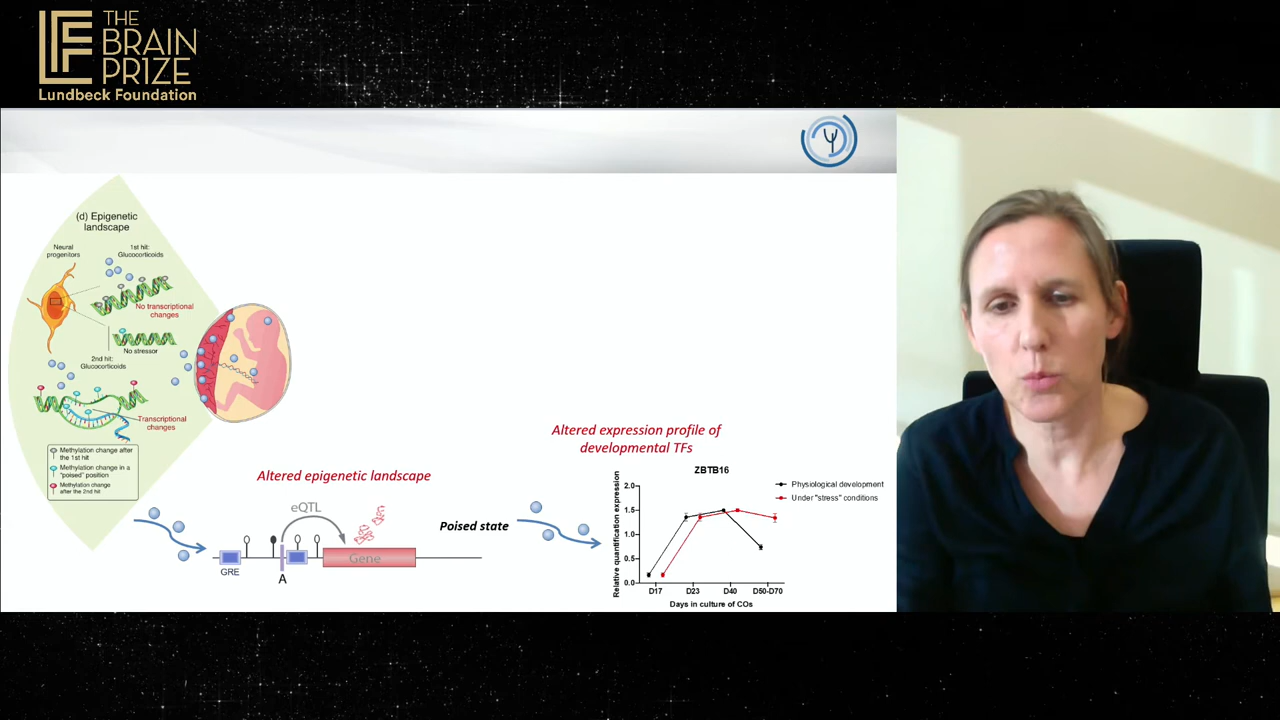 THE
BRAIN
PRIZE
Lundbeck Foundation
(d) Epigenetic
landscape
Neural
progenitors
1st hit:
Glucocorticoids
No transcriptional
changes
No stressor
2nd hit:
Glucocorticoids
Transcriptional
changes
Methylation change after
the 1st hit
Methylation change in a
"poised" position
Methylation change
after the 2nd hit
Altered epigenetic landscape
eQTL
GRE
A
Gene
Poised state
Altered expression profile of
developmental TFs
ZBTB16
Relative quantification expression
2.0
1.5
1.0
0.5
0.0
D17
D23
D40
D50-D70
Days in culture of COs
Physiological development
Under "stress" conditions